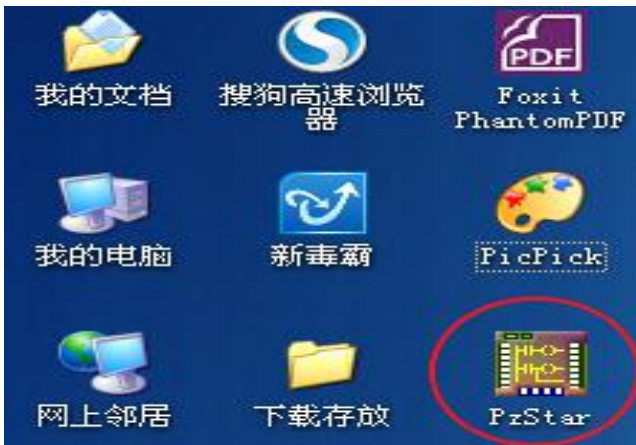 PDF
我的文档
搜狗高速浏览器
Foxit
PhantomPDF
我的电脑
新毒霸
PicPick
网上邻居
下载存放
PzStar